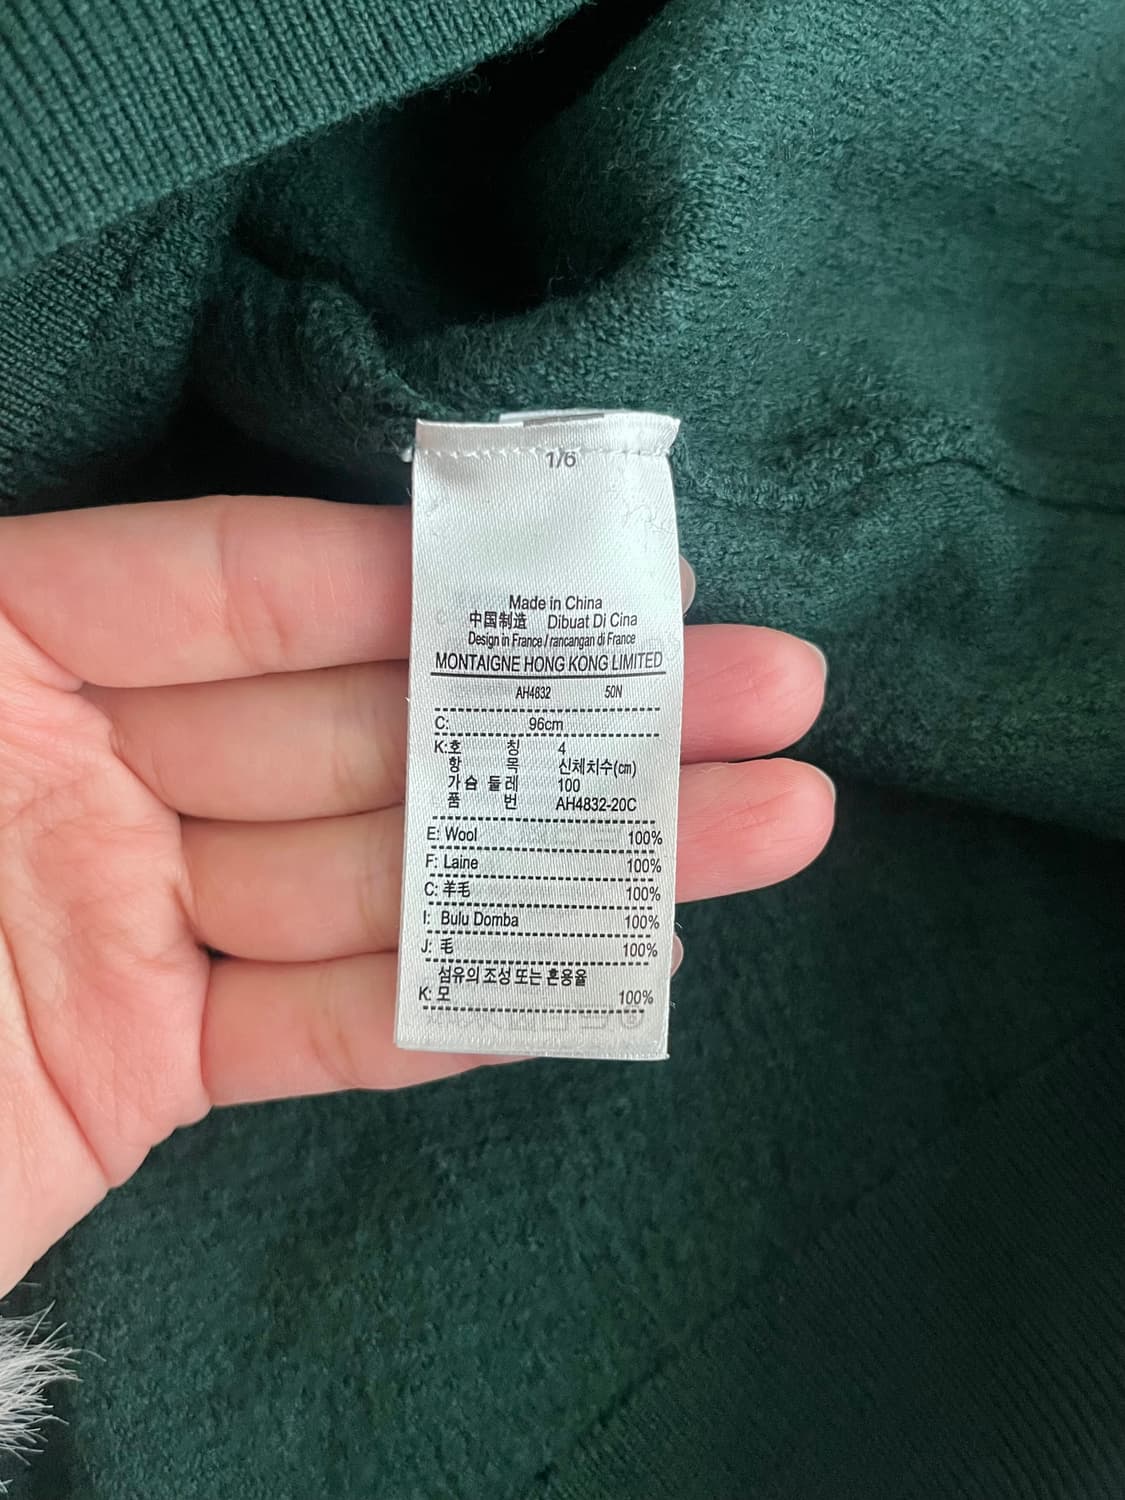 1/6
Made in China
中国制造 Dibuat Di Cina
Design in France / rancangan di France
MONTAIGNE HONG KONG LIMITED
AH4832 50N
C: 96cm
K:호 칭 4
항 목 신체치수(cm)
가슴 둘레 100
품 번 AH4832-20C
E: Wool 100%
F: Laine 100%
C: 羊毛 100%
I: Bulu Domba 100%
J: 毛 100%
섬유의 조성 또는 혼용율
K: 모 100%